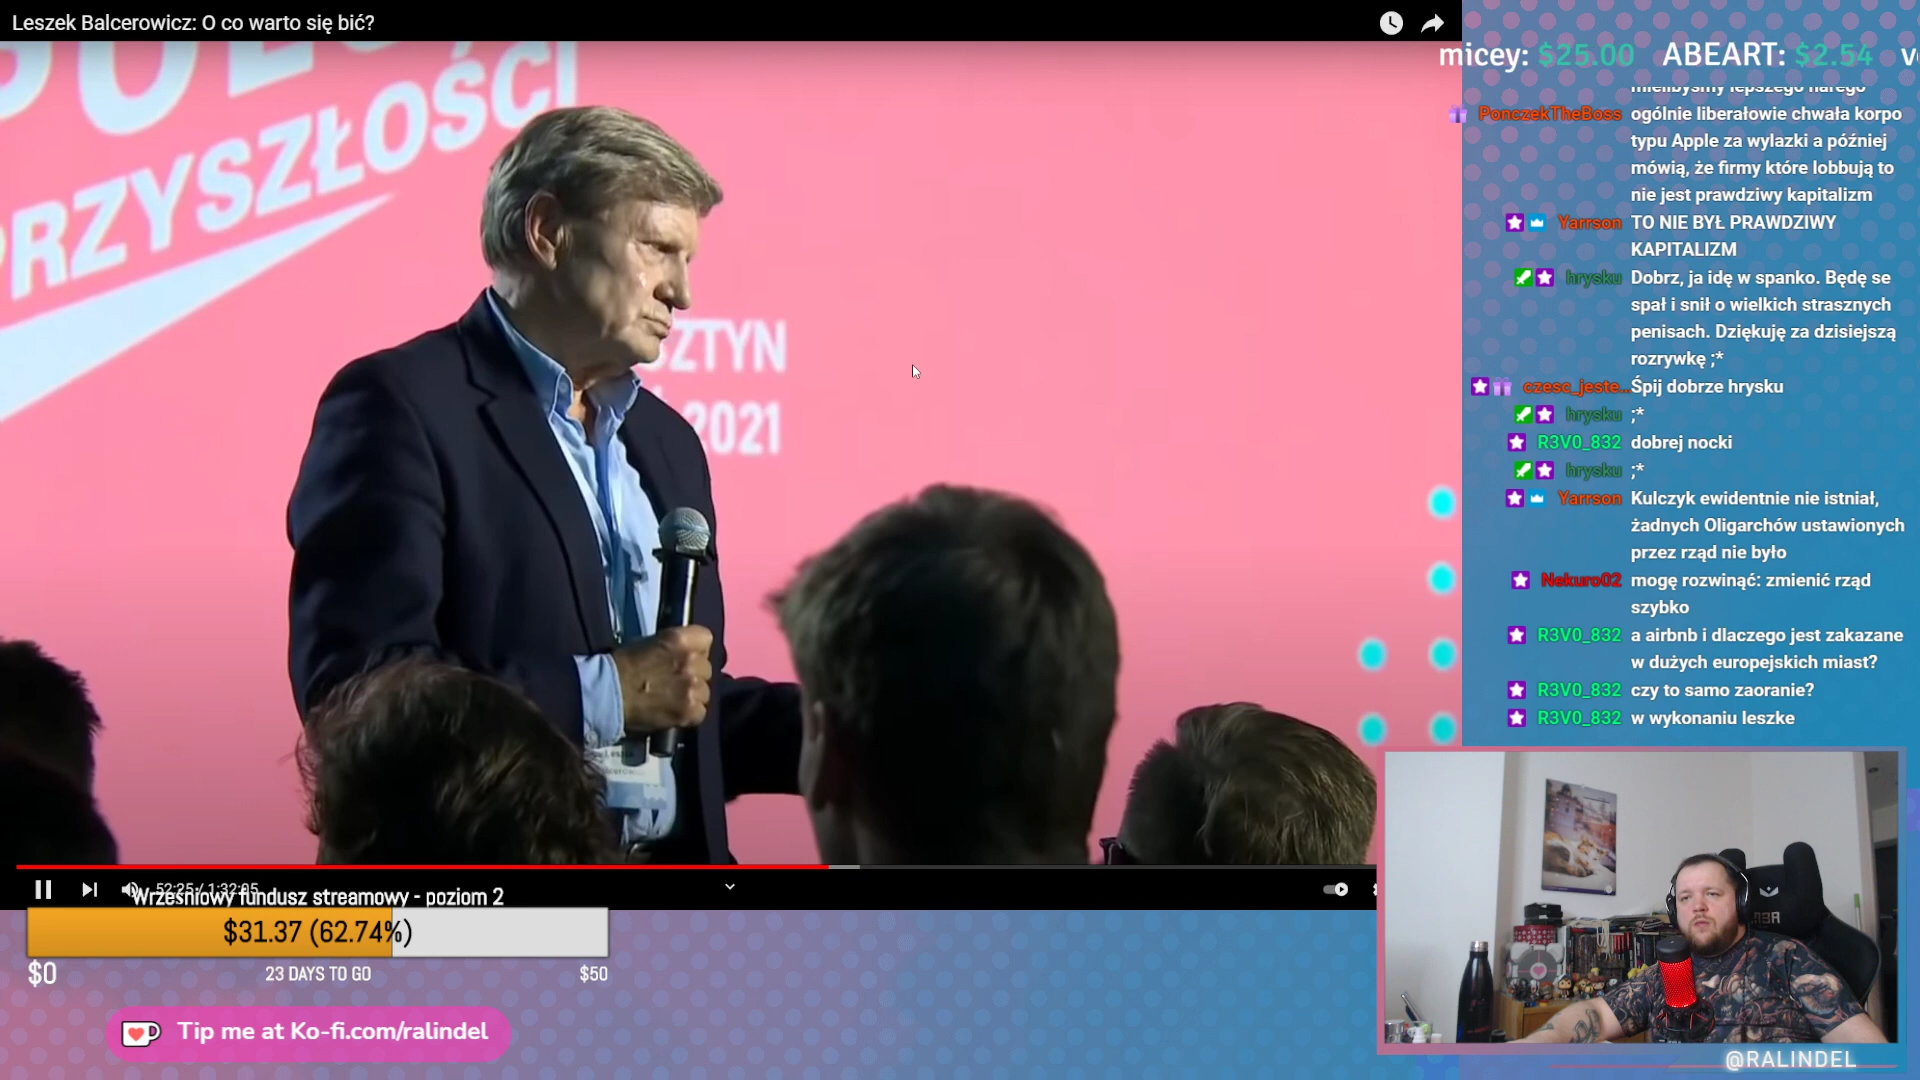 Leszek Balcerowicz: O co warto się bić?
PRZYSZŁOŚCI
SZTYN
2021
micey: $25.00 ABEART: $2.54
mielibyśmy lepszego narego
PonczekTheBoss ogólnie liberałowie chwała korpo
typu Apple za wylazki a później
mówią, że firmy które lobbują to
nie jest prawdziwy kapitalizm
Yarrson TO NIE BYŁ PRAWDZIWY
KAPITALIZM
hrysku Dobrz, ja idę w spanko. Będę se
spał i snił o wielkich strasznych
penisach. Dziękuję za dzisiejszą
rozrywkę ;*
czesc_jeste... Śpij dobrze hrysku
hrysku ;*
R3V0_832 dobrej nocki
hrysku ;*
Yarrson Kulczyk ewidentnie nie istniał,
żadnych Oligarchów ustawionych
przez rząd nie było
Nekuro02 mogę rozwinąć: zmienić rząd
szybko
R3V0_832 a airbnb i dlaczego jest zakazane
w dużych europejskich miast?
R3V0_832 czy to samo zaoranie?
R3V0_832 w wykonaniu leszke
52:25 / 1:32:05
Wrześniowy fundusz streamowy - poziom 2
$31.37 (62.74%)
$0 23 DAYS TO GO $50
Tip me at Ko-fi.com/ralindel
@RALINDEL